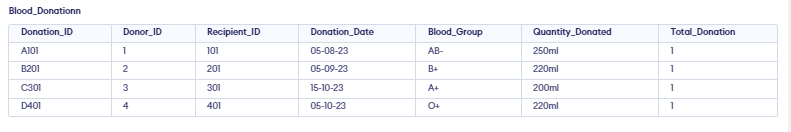 Blood_Donationn
Donation_ID Donor_ID Recipient_ID Donation_Date Blood_Group Quantity_Donated Total_Donation
A101 1 101 05-08-23 AB- 250ml 1
B201 2 201 05-09-23 B+ 220ml 1
C301 3 301 15-10-23 A+ 200ml 1
D401 4 401 05-10-23 O+ 220ml 1